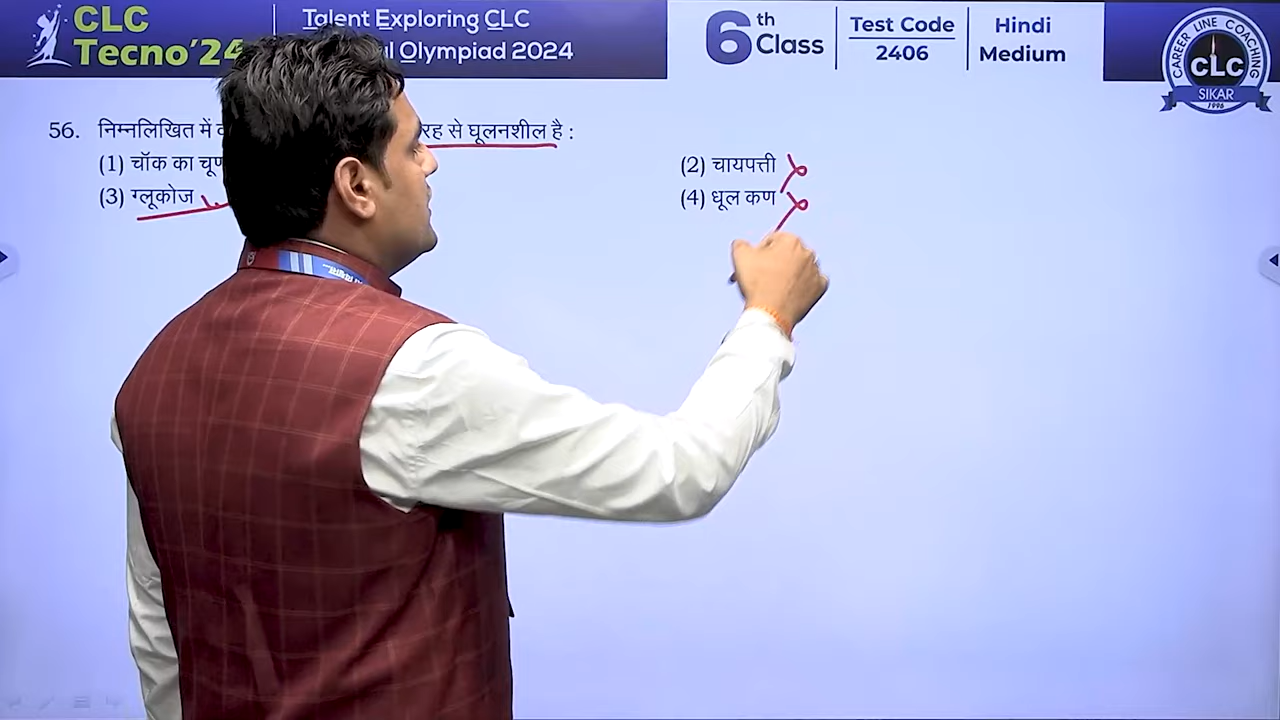 CLC
Tecno'24
Talent Exploring CLC
Olympiad 2024
6th Class
Test Code
2406
Hindi
Medium
CAREER LINE COACHING
CLC
SIKAR
1996
56. निम्नलिखित में से घूलनशील है :
(1) चॉक का
(2) चायपत्ती
(3) ग्लूकोज
(4) धूल कण